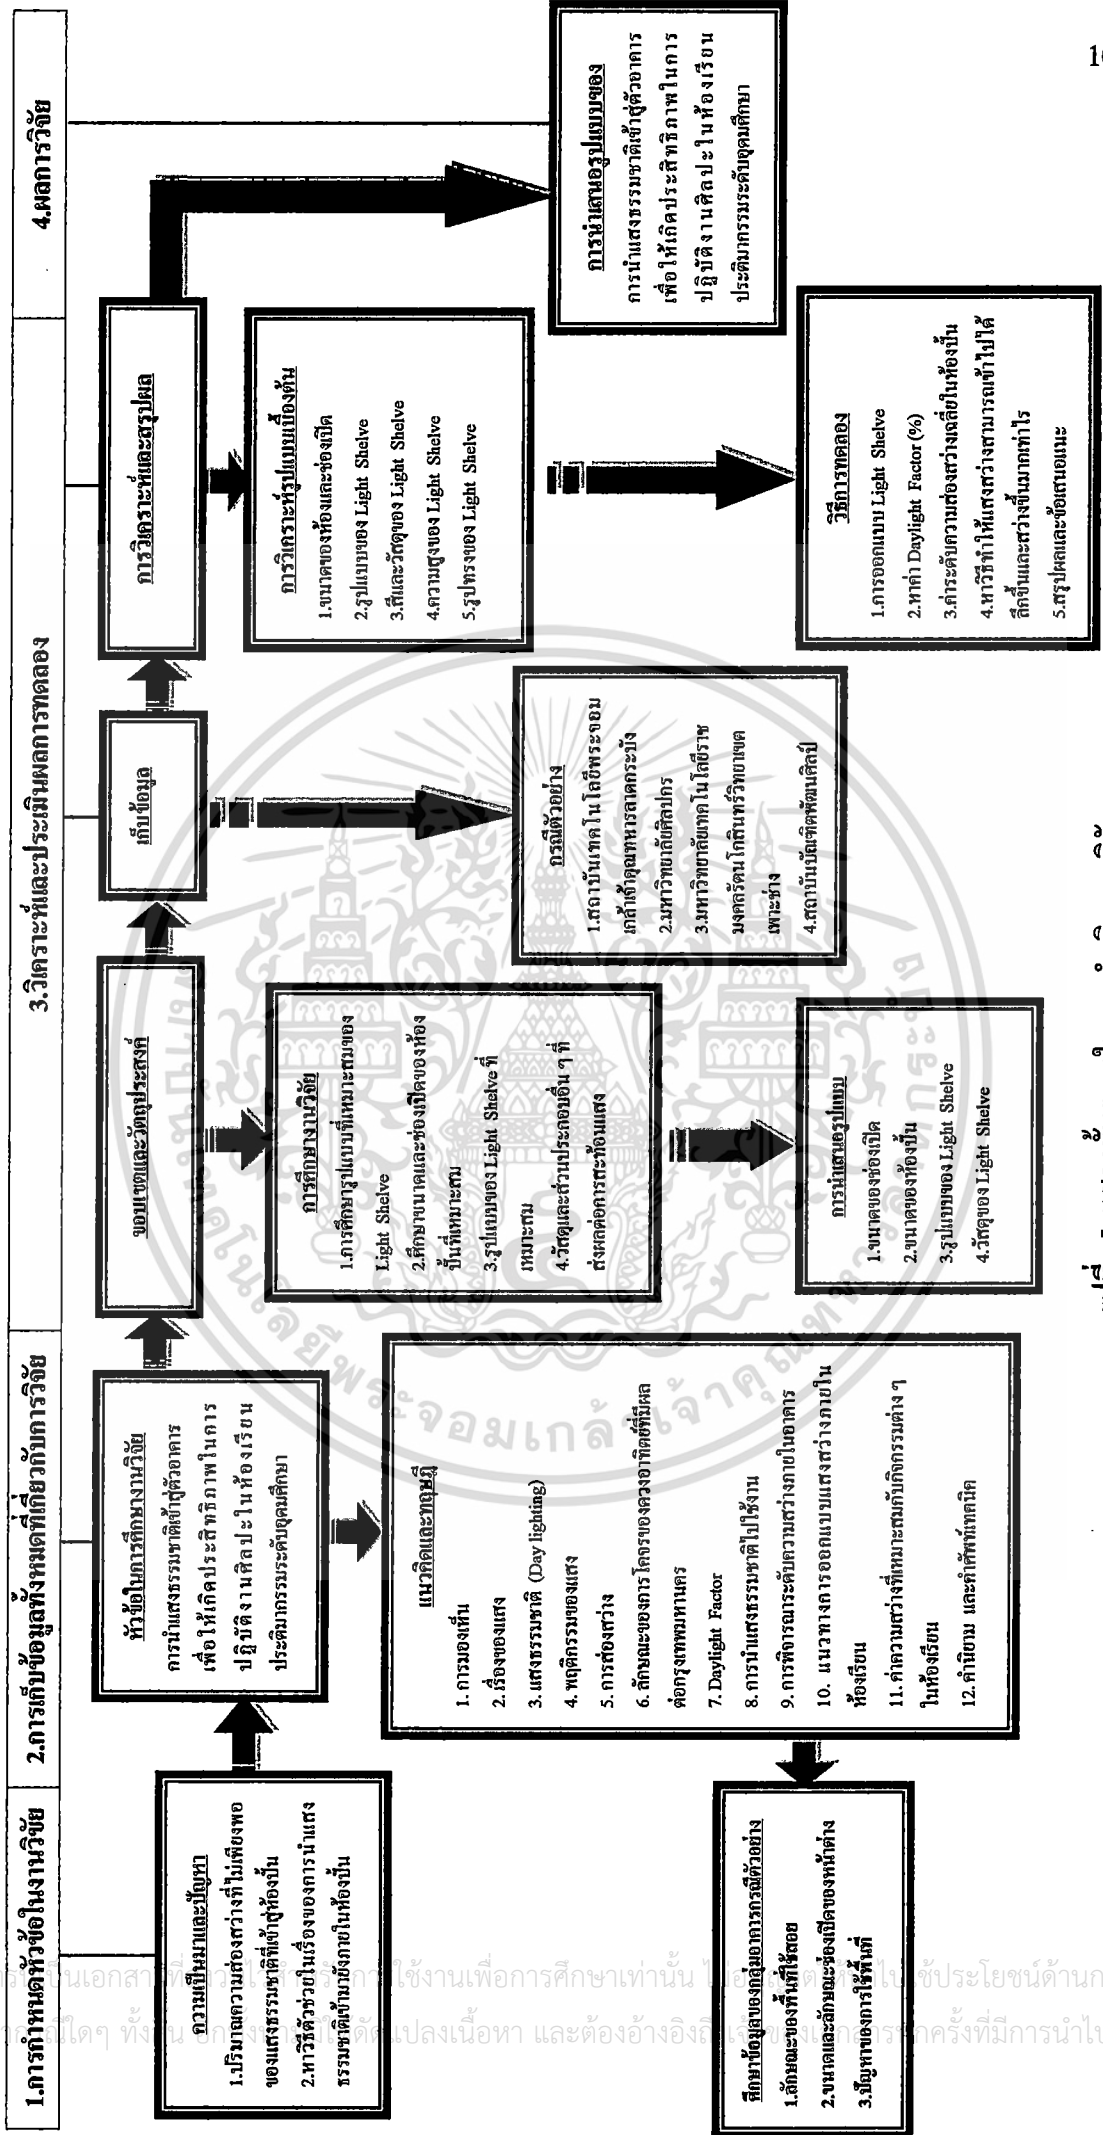 1.การกำหนดหัวข้อในงานวิจัย
2.การเก็บข้อมูลทั้งหมดที่เกี่ยวกับการวิจัย
3.วิเคราะห์และประเมินผลการทดลอง
4.ผลการวิจัย
ความเป็นมาและปัญหา
1.ปริมาณความส่องสว่างที่ไม่เพียงพอ
ของแสงธรรมชาติที่เข้าสู่ห้องปั้น
2.หาวิธีตัวช่วยในเรื่องของการนำแสง
ธรรมชาติเข้ามายังภายในห้องปั้น
หัวข้อในการศึกษางานวิจัย
การนำแสงธรรมชาติเข้าสู่ตัวอาคาร
เพื่อให้เกิดประสิทธิภาพในการ
ปฏิบัติงานศิลปะในห้องเรียน
ประติมากรรมระดับอุดมศึกษา
แนวคิดและทฤษฎี
1. การมองเห็น
2. เรื่องของแสง
3. แสงธรรมชาติ (Day lighting)
4. พฤติกรรมของแสง
5. การส่องสว่าง
6. ลักษณะของการโคจรของดวงอาทิตย์ที่มีผล
ต่อกรุงเทพมหานคร
7. Daylight Factor
8. การนำแสงธรรมชาติไปใช้งาน
9. การพิจารณาระดับความสว่างภายในอาคาร
10. แนวทางการออกแบบแสงสว่างภายใน
ห้องเรียน
11. ค่าความสว่างที่เหมาะสมกับกิจกรรมต่าง ๆ
ในห้องเรียน
12. คำนิยาม และคำศัพท์เทคนิค
ศึกษาข้อมูลของกลุ่มอาคารกรณีตัวอย่าง
1.ลักษณะของพื้นที่ใช้สอย
2.ขนาดและลักษณะช่องเปิดของหน้าต่าง
3.ปัญหาของการใช้พื้นที่
ขอบเขตและวัตถุประสงค์
การศึกษางานวิจัย
1.การศึกษารูปแบบที่เหมาะสมของ
Light Shelve
2.ศึกษาขนาดและช่องเปิดของห้อง
ปั้นที่เหมาะสม
3.รูปแบบของ Light Shelve ที่
เหมาะสม
4.วัสดุและส่วนประกอบอื่น ๆ ที่
ส่งผลต่อการสะท้อนแสง
การนำเสนอรูปแบบ
1.ขนาดของช่องเปิด
2.ขนาดของห้องปั้น
3.รูปแบบของ Light Shelve
4.วัสดุของ Light Shelve
เก็บข้อมูล
กรณีตัวอย่าง
1.สถาบันเทคโนโลยีพระจอม
เกล้าเจ้าคุณทหารลาดกระบัง
2.มหาวิทยาลัยศิลปกร
3.มหาวิทยาลัยเทคโนโลยีราช
มงคลรัตนโกสินทร์วิทยาเขต
เพาะช่าง
4.สถาบันบัณฑิตพัฒนศิลป์
การวิเคราะห์และสรุปผล
การวิเคราะห์รูปแบบเบื้องต้น
1.ขนาดของห้องและช่องเปิด
2.รูปแบบของ Light Shelve
3.สีและวัสดุของ Light Shelve
4.ความสูงของ Light Shelve
5.รูปทรงของ Light Shelve
วิธีการทดลอง
1.การออกแบบ Light Shelve
2.หาค่า Daylight Factor (%)
3.ค่าระดับความส่องสว่างเฉลี่ยในห้องปั้น
4.หาวิธีทำให้แสงสว่างสามารถเข้าไปได้
ลึกขึ้นและสว่างขึ้นมากเท่าไร
5.สรุปผลและข้อเสนอแนะ
การนำเสนอรูปแบบของ
การนำแสงธรรมชาติเข้าสู่ตัวอาคาร
เพื่อให้เกิดประสิทธิภาพในการ
ปฏิบัติงานศิลปะในห้องเรียน
ประติมากรรมระดับอุดมศึกษา
ใช้งานเพื่อการศึกษาเท่านั้น
แปลงเนื้อหา และต้องอ้างอิง